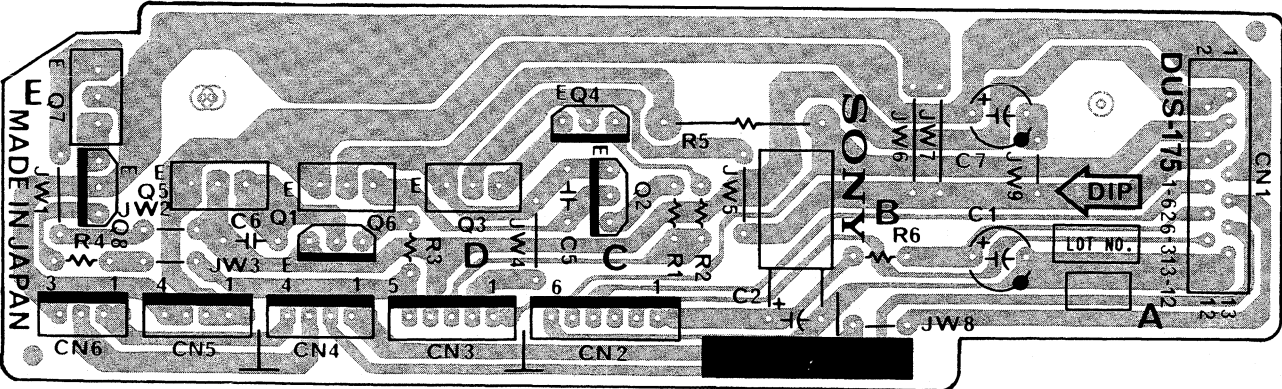 E
Q7
E
MADE IN JAPAN
JW1
E
Q8
R4
E
Q5
JW2
C6
JW3
Q1
E
Q6
E
R3
Q3
D
JW4
C5
E
Q4
E
Q2
C
R1
R2
R5
JW5
SONY
B
R6
C2
+
JW6
JW7
C7
+
JW9
C1
+
DIP
LOT NO.
A
JW8
DUS-175-1-626-313-12
CN1
1
2
13
12
3
1
CN6
4
1
CN5
4
1
CN4
5
1
CN3
6
1
CN2